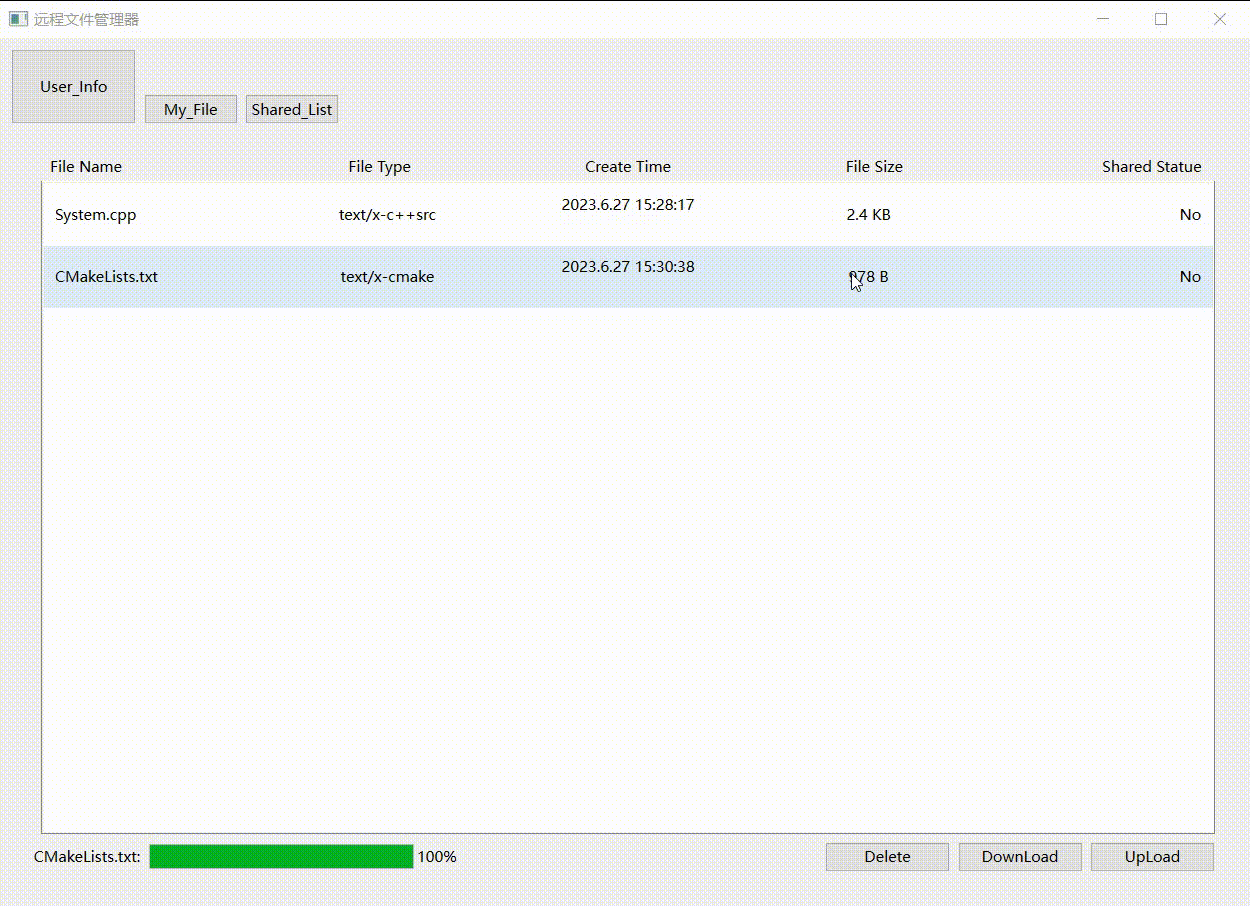 远程文件管理器
User_Info
My_File Shared_List
File Name File Type Create Time File Size Shared Statue
System.cpp text/x-c++src 2023.6.27 15:28:17 2.4 KB No
CMakeLists.txt text/x-cmake 2023.6.27 15:30:38 B No
CMakeLists.txt: 100% Delete DownLoad UpLoad